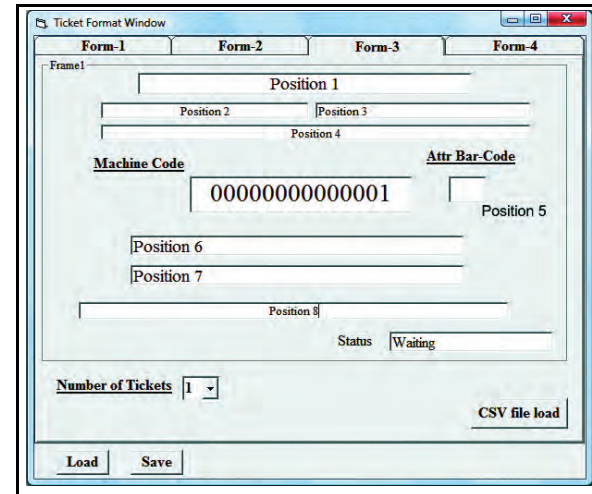 Ticket Format Window
Form-1 Form-2 Form-3 Form-4
Frame1
Position 1
Position 2 Position 3
Position 4
Machine Code Attr Bar-Code
00000000000001
Position 5
Position 6
Position 7
Position 8
Status Waiting
Number of Tickets 1
CSV file load
Load Save